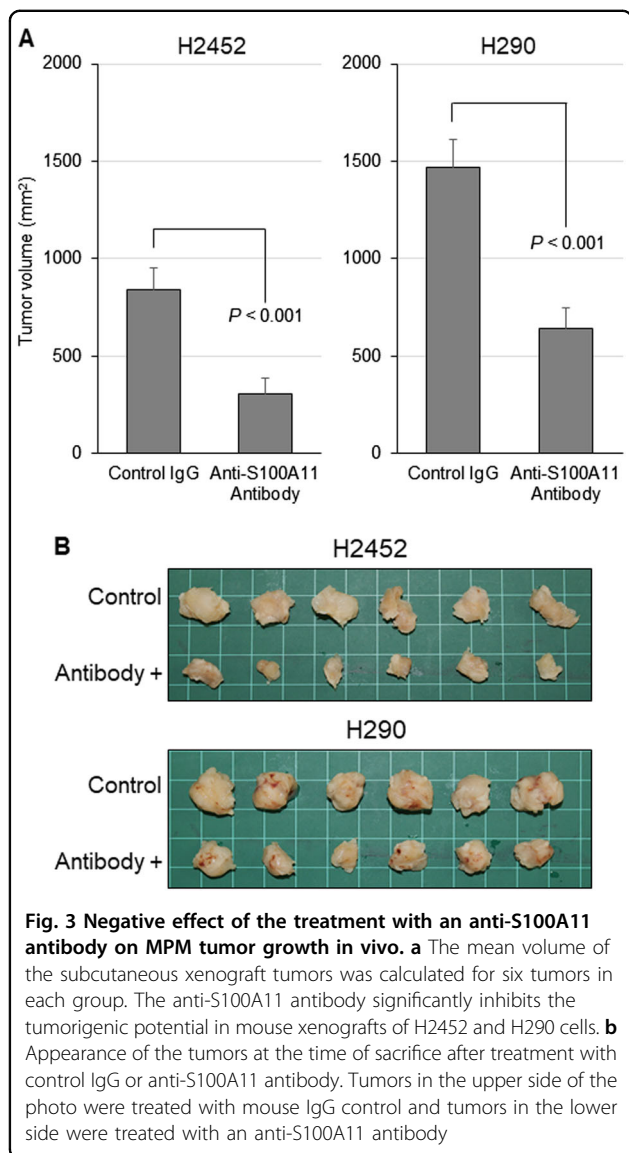 A
H2452
H290
2000
1500
1000
500
0
Tumor volume (mm²)
P < 0.001
Control IgG
Anti-S100A11
Antibody
2000
1500
1000
500
0
P < 0.001
Control IgG
Anti-S100A11
Antibody
B
H2452
Control
Antibody +
H290
Control
Antibody +
Fig. 3 Negative effect of the treatment with an anti-S100A11
antibody on MPM tumor growth in vivo. a The mean volume of
the subcutaneous xenograft tumors was calculated for six tumors in
each group. The anti-S100A11 antibody significantly inhibits the
tumorigenic potential in mouse xenografts of H2452 and H290 cells. b
Appearance of the tumors at the time of sacrifice after treatment with
control IgG or anti-S100A11 antibody. Tumors in the upper side of the
photo were treated with mouse IgG control and tumors in the lower
side were treated with an anti-S100A11 antibody